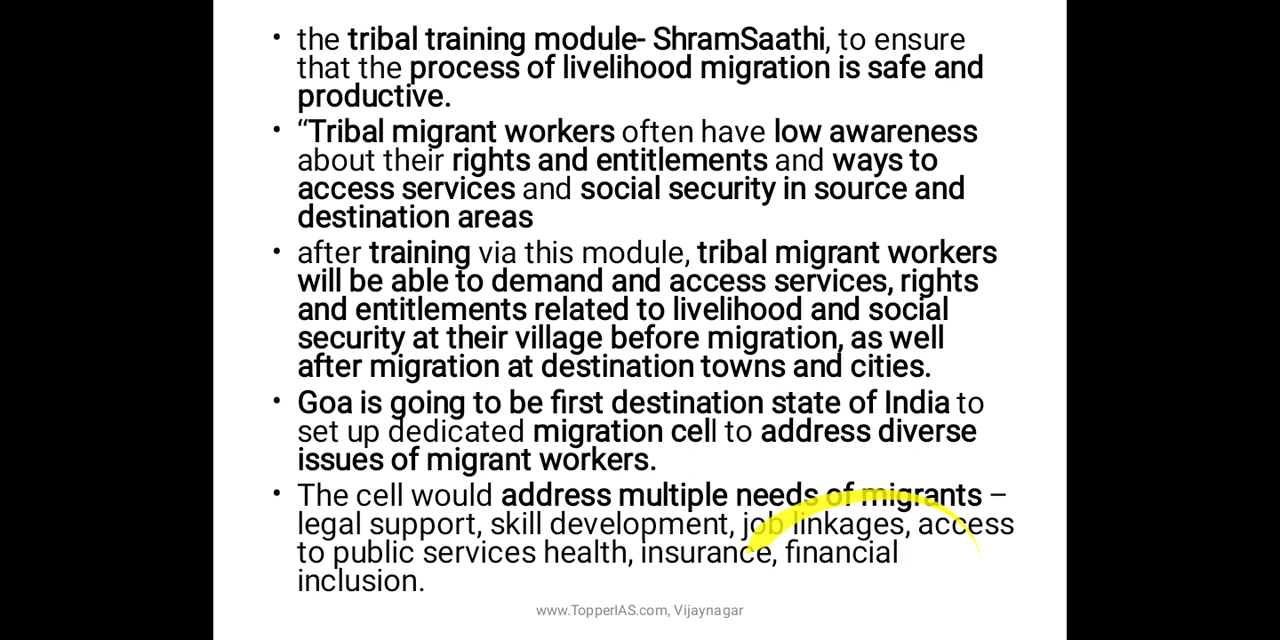 • the tribal training module- ShramSaathi, to ensure
that the process of livelihood migration is safe and
productive.
• “Tribal migrant workers often have low awareness
about their rights and entitlements and ways to
access services and social security in source and
destination areas
• after training via this module, tribal migrant workers
will be able to demand and access services, rights
and entitlements related to livelihood and social
security at their village before migration, as well
after migration at destination towns and cities.
• Goa is going to be first destination state of India to
set up dedicated migration cell to address diverse
issues of migrant workers.
• The cell would address multiple needs of migrants –
legal support, skill development, job linkages, access
to public services health, insurance, financial
inclusion.
www.TopperIAS.com, Vijaynagar